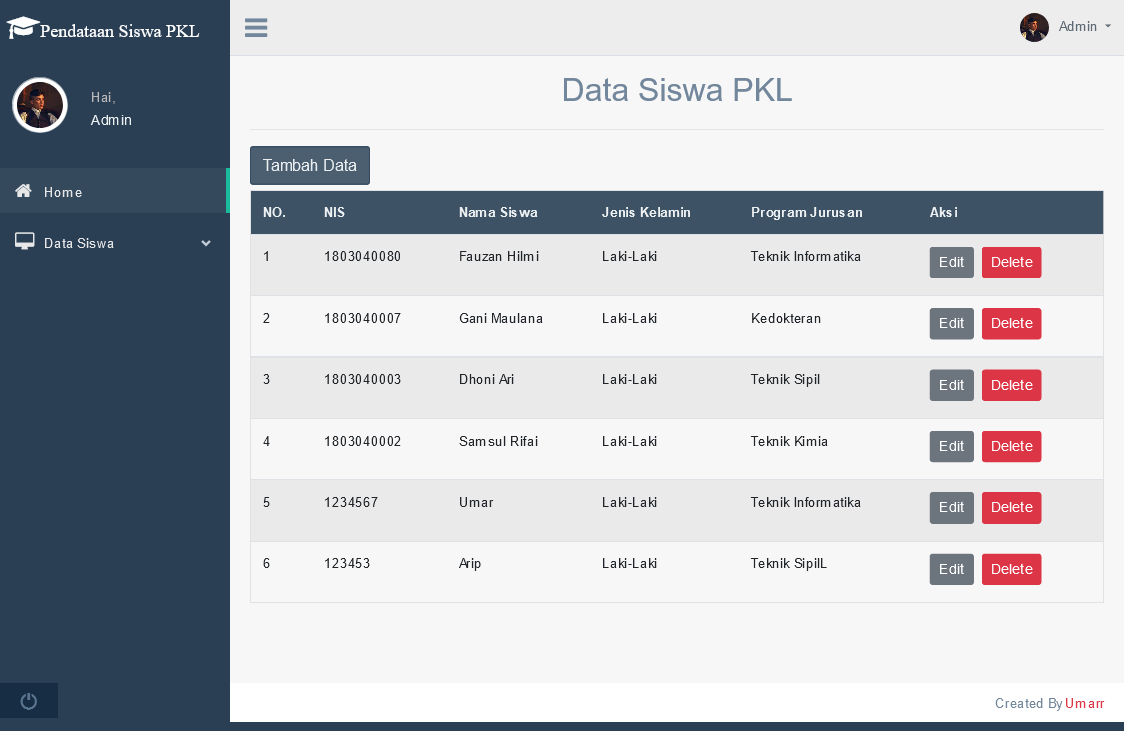 Pendataan Siswa PKL
Admin
Hai,
Admin
Home
Data Siswa
Data Siswa PKL
Tambah Data
NO. NIS Nama Siswa Jenis Kelamin Program Jurusan Aksi
1 1803040080 Fauzan Hilmi Laki-Laki Teknik Informatika Edit Delete
2 1803040007 Gani Maulana Laki-Laki Kedokteran Edit Delete
3 1803040003 Dhoni Ari Laki-Laki Teknik Sipil Edit Delete
4 1803040002 Samsul Rifai Laki-Laki Teknik Kimia Edit Delete
5 1234567 Umar Laki-Laki Teknik Informatika Edit Delete
6 123453 Arip Laki-Laki Teknik SipilL Edit Delete
Created By Umarr